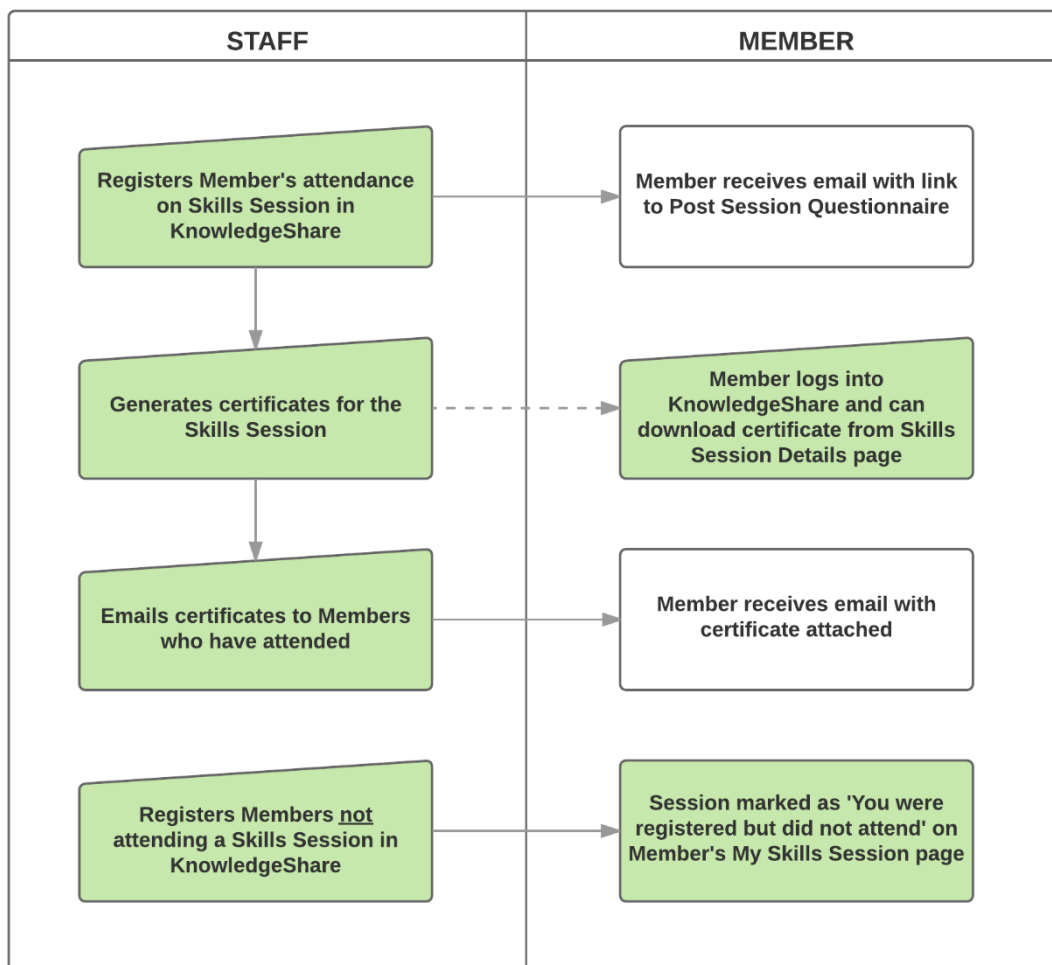 STAFF
MEMBER
Registers Member's attendance
on Skills Session in
KnowledgeShare
Member receives email with link
to Post Session Questionnaire
Generates certificates for the
Skills Session
Member logs into
KnowledgeShare and can
download certificate from Skills
Session Details page
Emails certificates to Members
who have attended
Member receives email with
certificate attached
Registers Members not
attending a Skills Session in
KnowledgeShare
Session marked as 'You were
registered but did not attend' on
Member's My Skills Session page